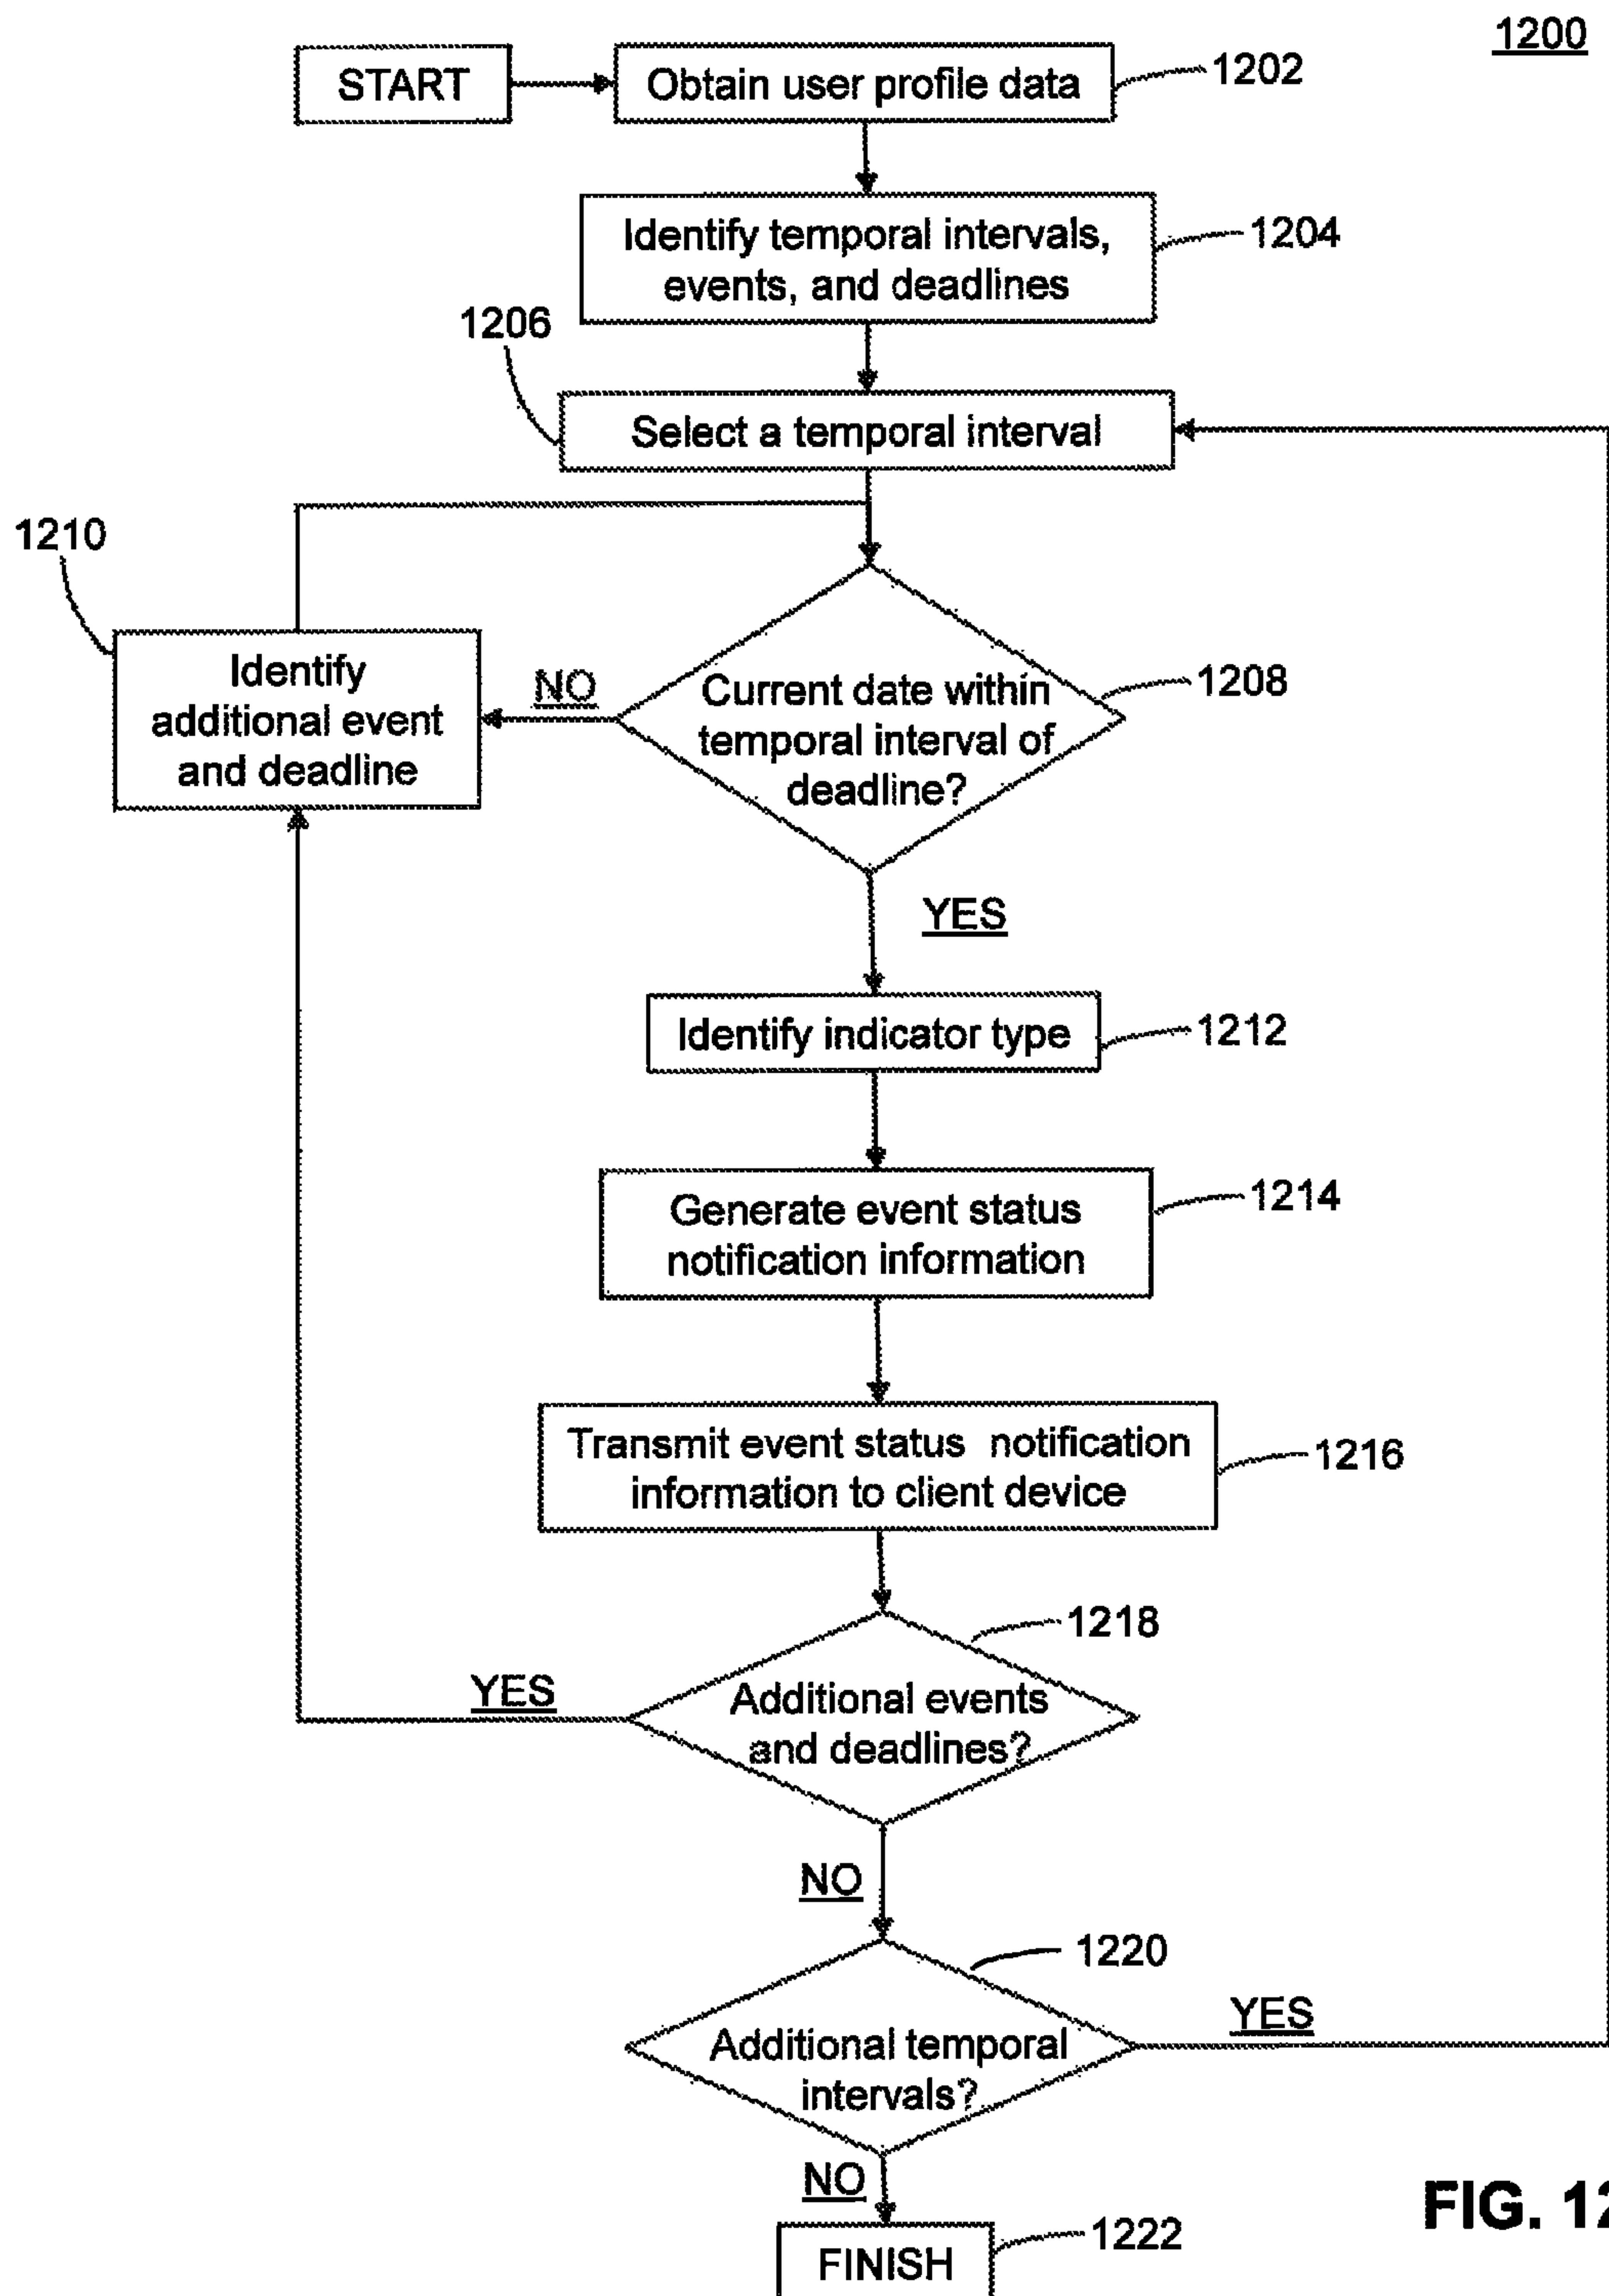 1200
START
Obtain user profile data
1202
Identify temporal intervals,
events, and deadlines
1204
1206
Select a temporal interval
1210
Identify
additional event
and deadline
NO
Current date within
temporal interval of
deadline?
1208
YES
Identify indicator type
1212
Generate event status
notification information
1214
Transmit event status notification
information to client device
1216
1218
YES
Additional events
and deadlines?
NO
1220
Additional temporal
intervals?
YES
NO
FINISH
1222
FIG. 12